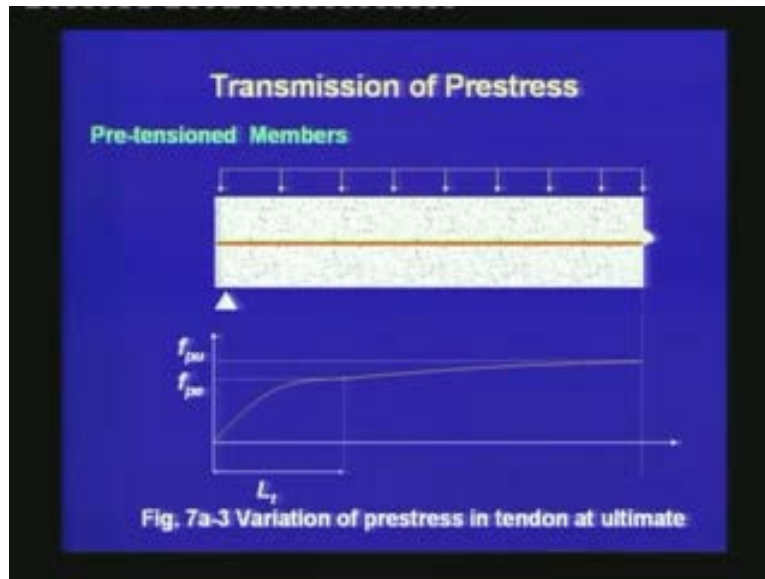 Transmission of Prestress
Pre-tensioned Members
fpu
fpe
Lt
Fig. 7a-3 Variation of prestress in tendon at ultimate